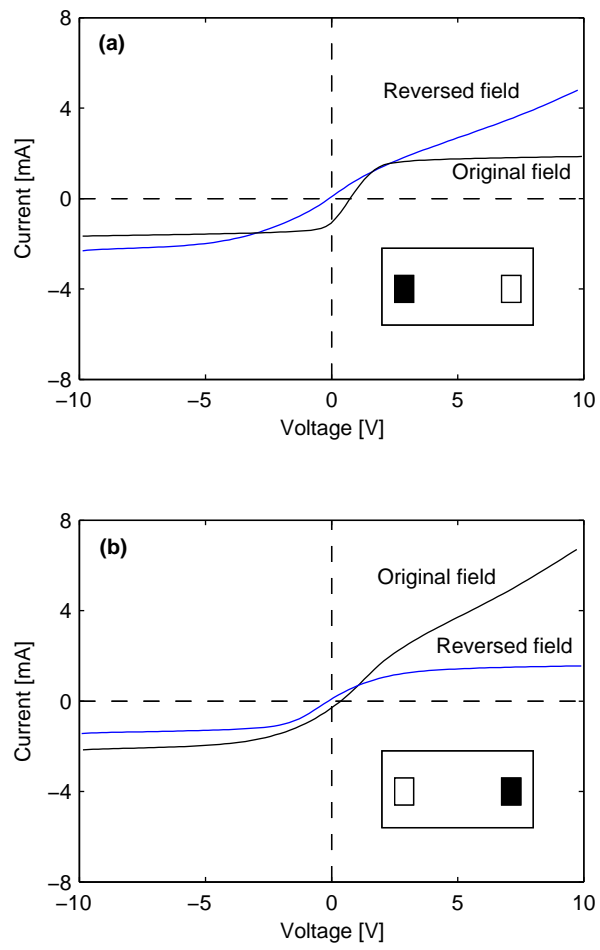 (a)
8
4
0
−4
−8
Current [mA]
Reversed field
Original field
−10
−5
0
5
10
Voltage [V]
(b)
8
4
0
−4
−8
Current [mA]
Original field
Reversed field
−10
−5
0
5
10
Voltage [V]